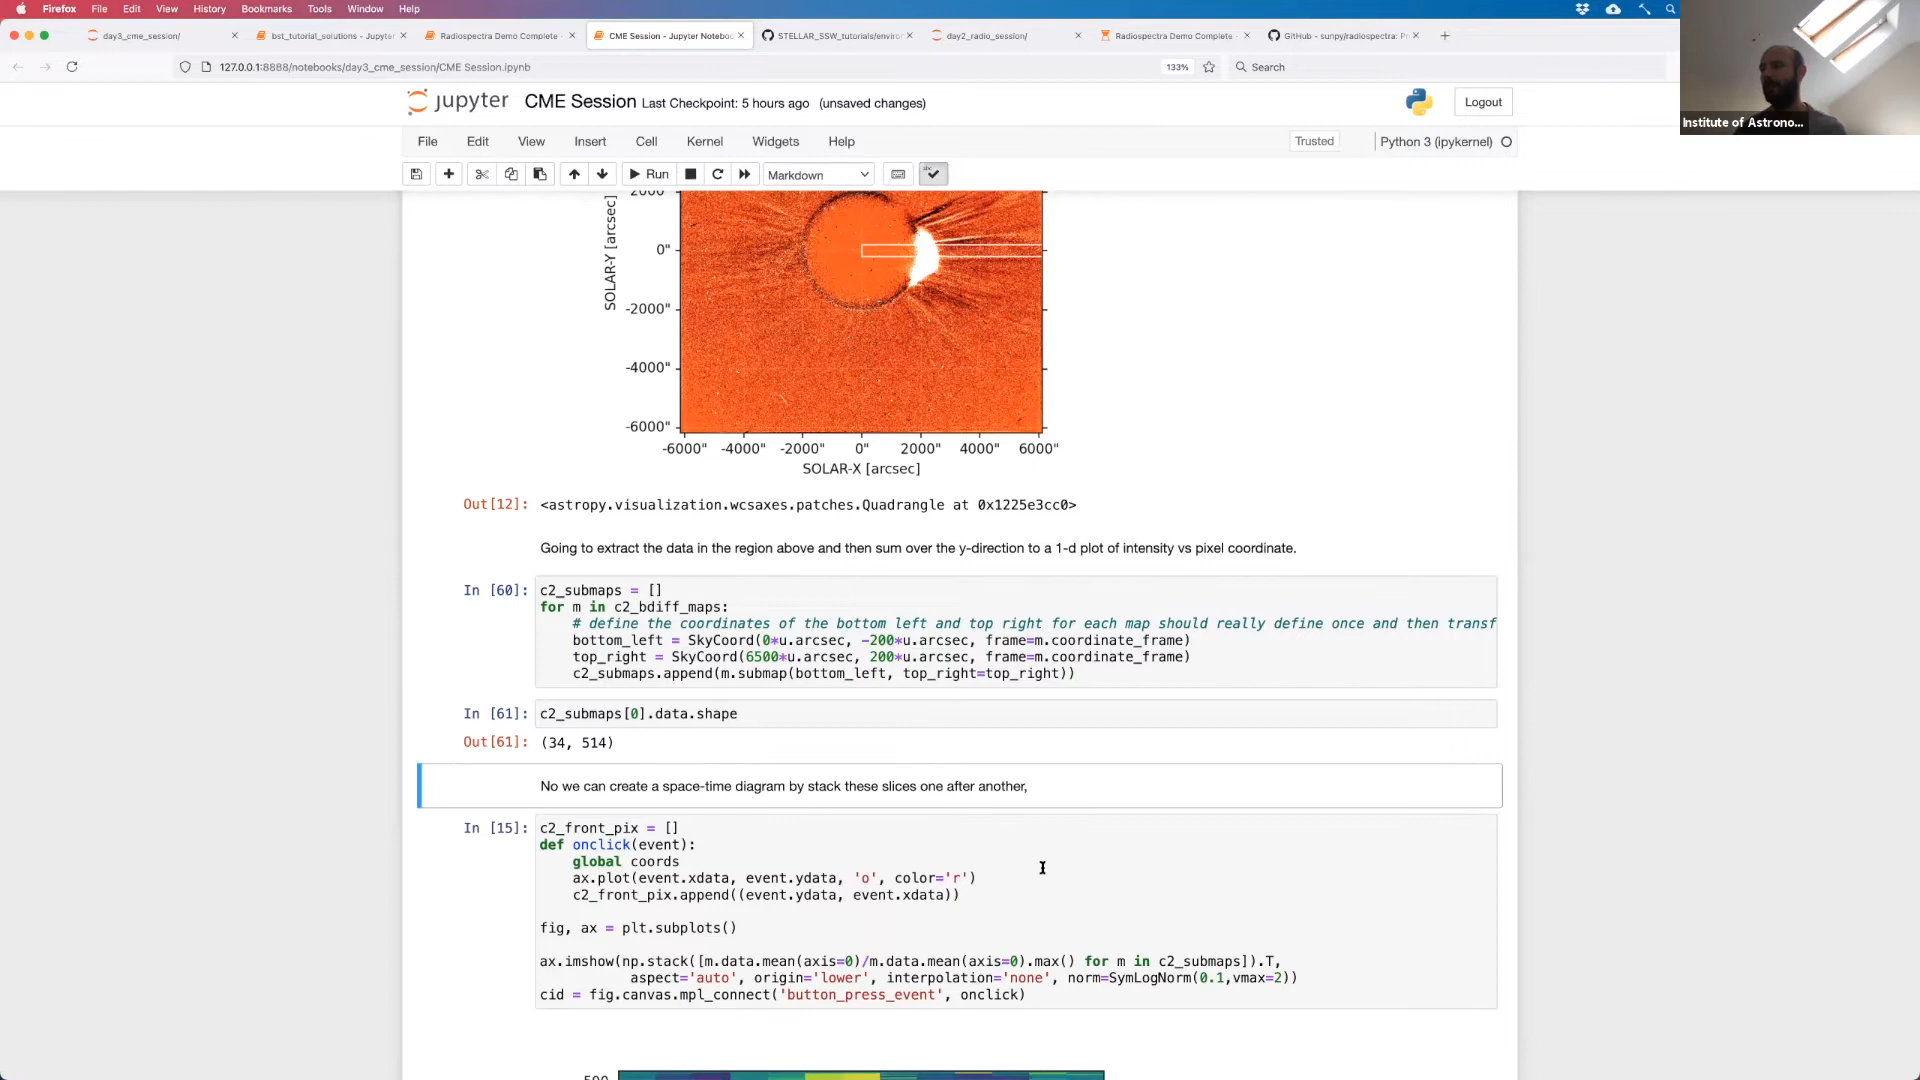 Firefox File Edit View History Bookmarks Tools Window Help
day3_cme_session/ × bst_tutorial_solutions - Jupyter × Radiospectra Demo Complete - × CME Session - Jupyter Noteboo × STELLAR_SSW_tutorials/enviro × day2_radio_session/ × Radiospectra Demo Complete - × GitHub - sunpy/radiospectra: Pr × +
127.0.0.1:8888/notebooks/day3_cme_session/CME Session.ipynb 133% Search
Institute of Astrono...
jupyter CME Session Last Checkpoint: 5 hours ago (unsaved changes) Logout
File Edit View Insert Cell Kernel Widgets Help Trusted Python 3 (ipykernel)
Run Markdown
2000
SOLAR-Y [arcsec]
0"
-2000"
-4000"
-6000"
-6000" -4000" -2000" 0" 2000" 4000" 6000"
SOLAR-X [arcsec]
Out[12]: <astropy.visualization.wcsaxes.patches.Quadrangle at 0x1225e3cc0>
Going to extract the data in the region above and then sum over the y-direction to a 1-d plot of intensity vs pixel coordinate.
In [60]: c2_submaps = []
for m in c2_bdiff_maps:
# define the coordinates of the bottom left and top right for each map should really define once and then transf
bottom_left = SkyCoord(0*u.arcsec, -200*u.arcsec, frame=m.coordinate_frame)
top_right = SkyCoord(6500*u.arcsec, 200*u.arcsec, frame=m.coordinate_frame)
c2_submaps.append(m.submap(bottom_left, top_right=top_right))
In [61]: c2_submaps[0].data.shape
Out[61]: (34, 514)
No we can create a space-time diagram by stack these slices one after another,
In [15]: c2_front_pix = []
def onclick(event):
global coords
ax.plot(event.xdata, event.ydata, 'o', color='r')
c2_front_pix.append((event.ydata, event.xdata))
fig, ax = plt.subplots()
ax.imshow(np.stack([m.data.mean(axis=0)/m.data.mean(axis=0).max() for m in c2_submaps]).T,
aspect='auto', origin='lower', interpolation='none', norm=SymLogNorm(0.1,vmax=2))
cid = fig.canvas.mpl_connect('button_press_event', onclick)
500